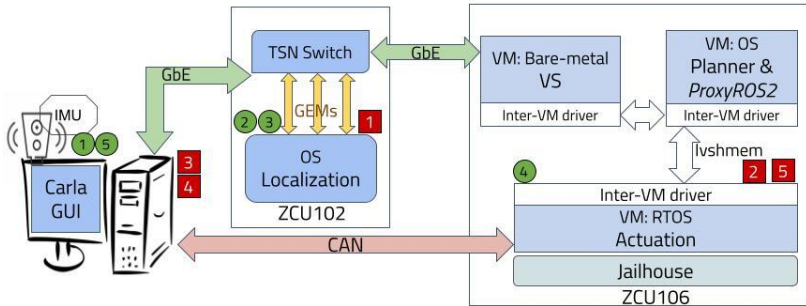 TSN Switch
GbE
GbE
VM: Bare-metal
VS
Inter-VM driver
VM: OS
Planner &
ProxyROS2
Inter-VM driver
IMU
1
5
2
3
GEMs
1
OS
Localization
ZCU102
Carla
GUI
3
4
Ivshmem
4
2
5
Inter-VM driver
VM: RTOS
Actuation
CAN
Jailhouse
ZCU106